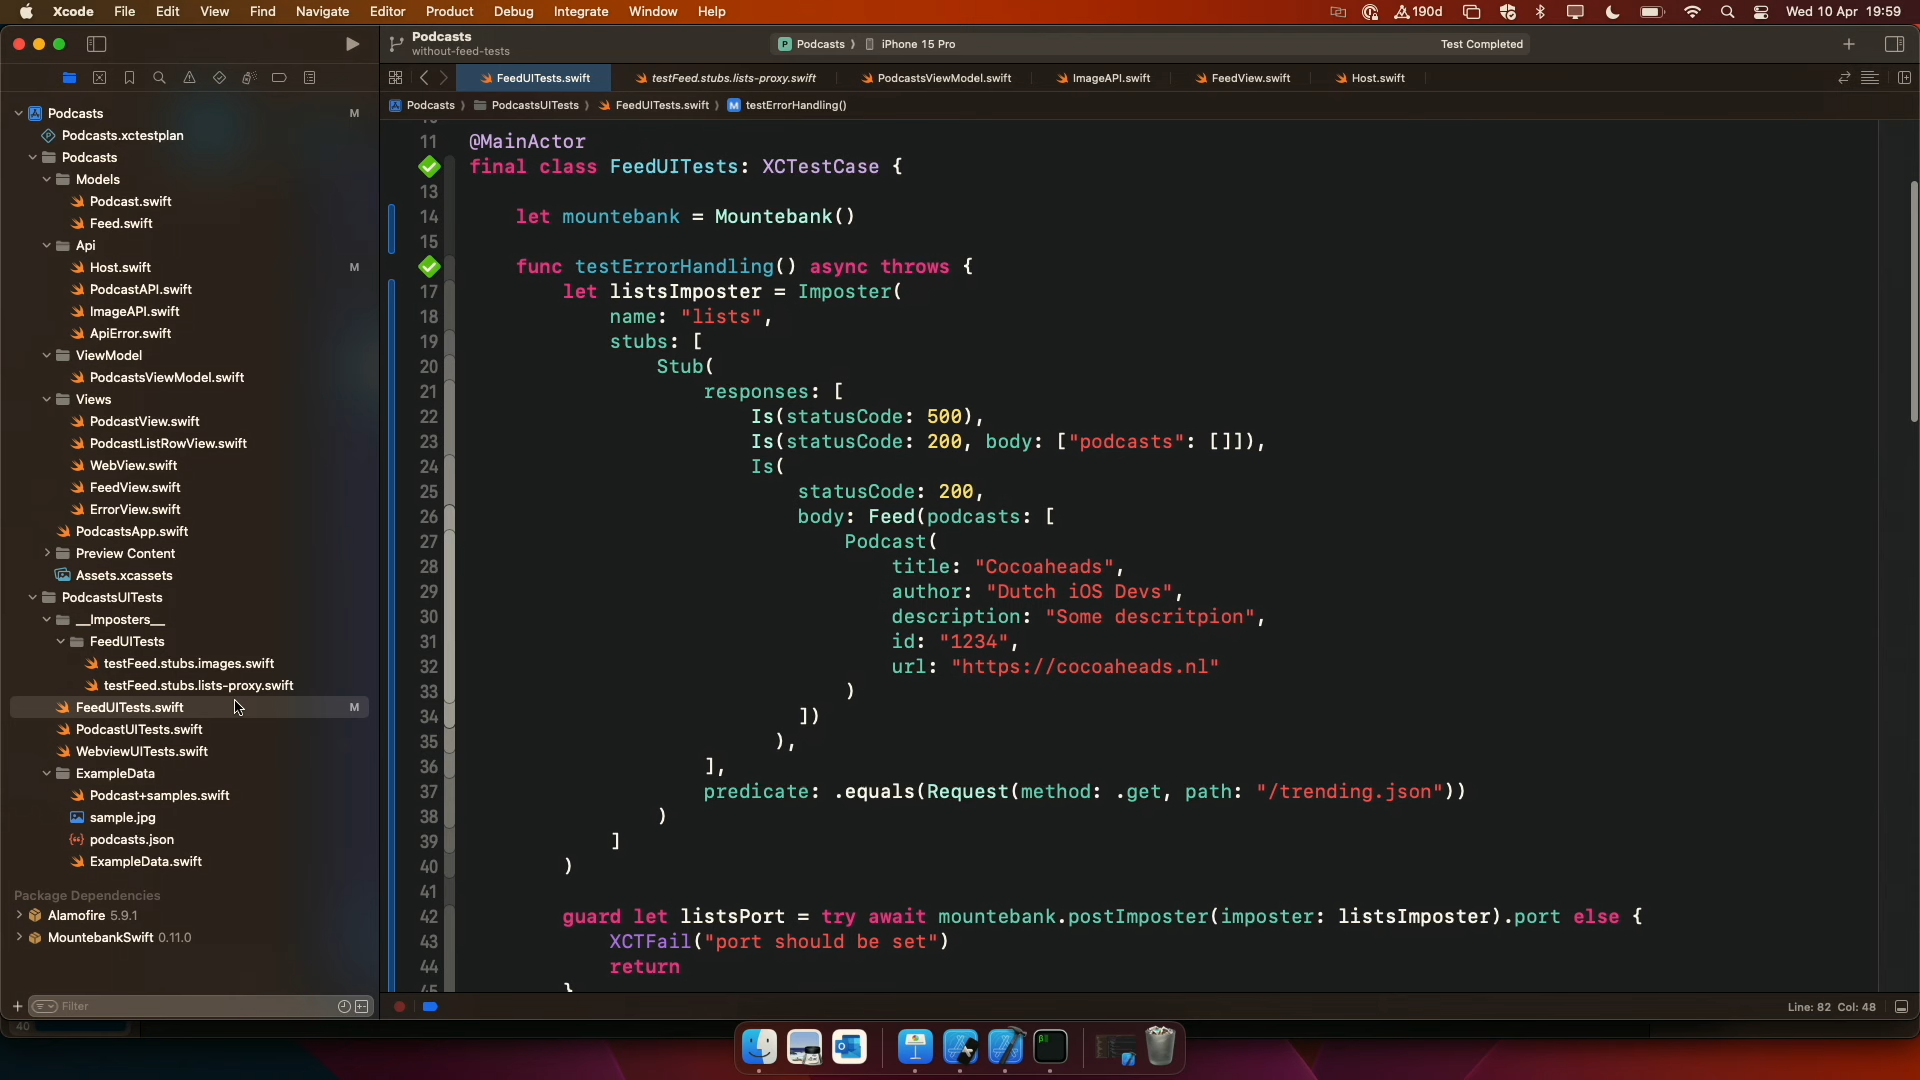 Xcode File Edit View Find Navigate Editor Product Debug Integrate Window Help 190d Wed 10 Apr 19:59
Podcasts
without-feed-tests
Podcasts iPhone 15 Pro Test Completed
FeedUITests.swift testFeed.stubs.lists-proxy.swift PodcastsViewModel.swift ImageAPI.swift FeedView.swift Host.swift
Podcasts PodcastsUITests FeedUITests.swift M testErrorHandling()
Podcasts M
Podcasts.xctestplan
Podcasts
Models
Podcast.swift
Feed.swift
Api
Host.swift M
PodcastAPI.swift
ImageAPI.swift
ApiError.swift
ViewModel
PodcastsViewModel.swift
Views
PodcastView.swift
PodcastListRowView.swift
WebView.swift
FeedView.swift
ErrorView.swift
PodcastsApp.swift
Preview Content
Assets.xcassets
PodcastsUITests
__Imposters__
FeedUITests
testFeed.stubs.images.swift
testFeed.stubs.lists-proxy.swift
FeedUITests.swift M
PodcastUITests.swift
WebviewUITests.swift
ExampleData
Podcast+samples.swift
sample.jpg
podcasts.json
ExampleData.swift
Package Dependencies
Alamofire 5.9.1
MountebankSwift 0.11.0
Filter
40
11 @MainActor
final class FeedUITests: XCTestCase {
13
14 let mountebank = Mountebank()
15
func testErrorHandling() async throws {
17 let listsImposter = Imposter(
18 name: "lists",
19 stubs: [
20 Stub(
21 responses: [
22 Is(statusCode: 500),
23 Is(statusCode: 200, body: ["podcasts": []]),
24 Is(
25 statusCode: 200,
26 body: Feed(podcasts: [
27 Podcast(
28 title: "Cocoaheads",
29 author: "Dutch iOS Devs",
30 description: "Some descritpion",
31 id: "1234",
32 url: "https://cocoaheads.nl"
33 )
34 ])
35 ),
36 ],
37 predicate: .equals(Request(method: .get, path: "/trending.json"))
38 )
39 ]
40 )
41
42 guard let listsPort = try await mountebank.postImposter(imposter: listsImposter).port else {
43 XCTFail("port should be set")
44 return
45 }
Line: 82 Col: 48